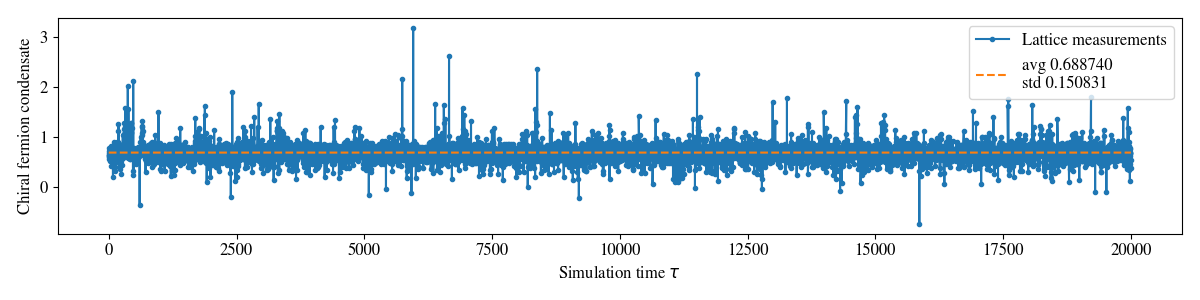 Chiral fermion condensate
3
2
1
0
Lattice measurements
avg 0.688740
std 0.150831
0
2500
5000
7500
10000
12500
15000
17500
20000
Simulation time τ